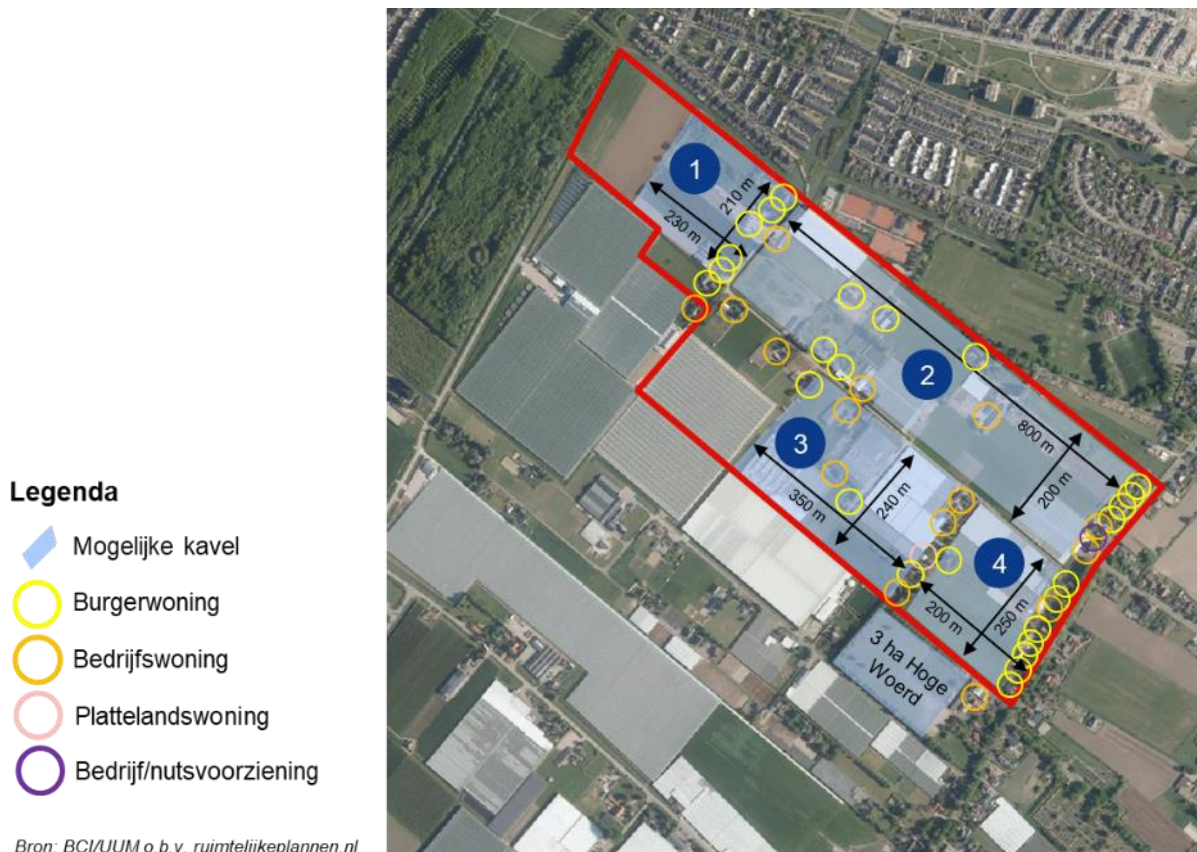 Legenda
Mogelijke kavel
Burgerwoning
Bedrijfswoning
Plattelandswoning
Bedrijf/nutsvoorziening
Bron: BCI/UUM o.b.v. ruimtelijkeplannen.nl
1
210 m
230 m
2
800 m
200 m
3
350 m
240 m
4
200 m
250 m
3 ha Hoge
Woerd